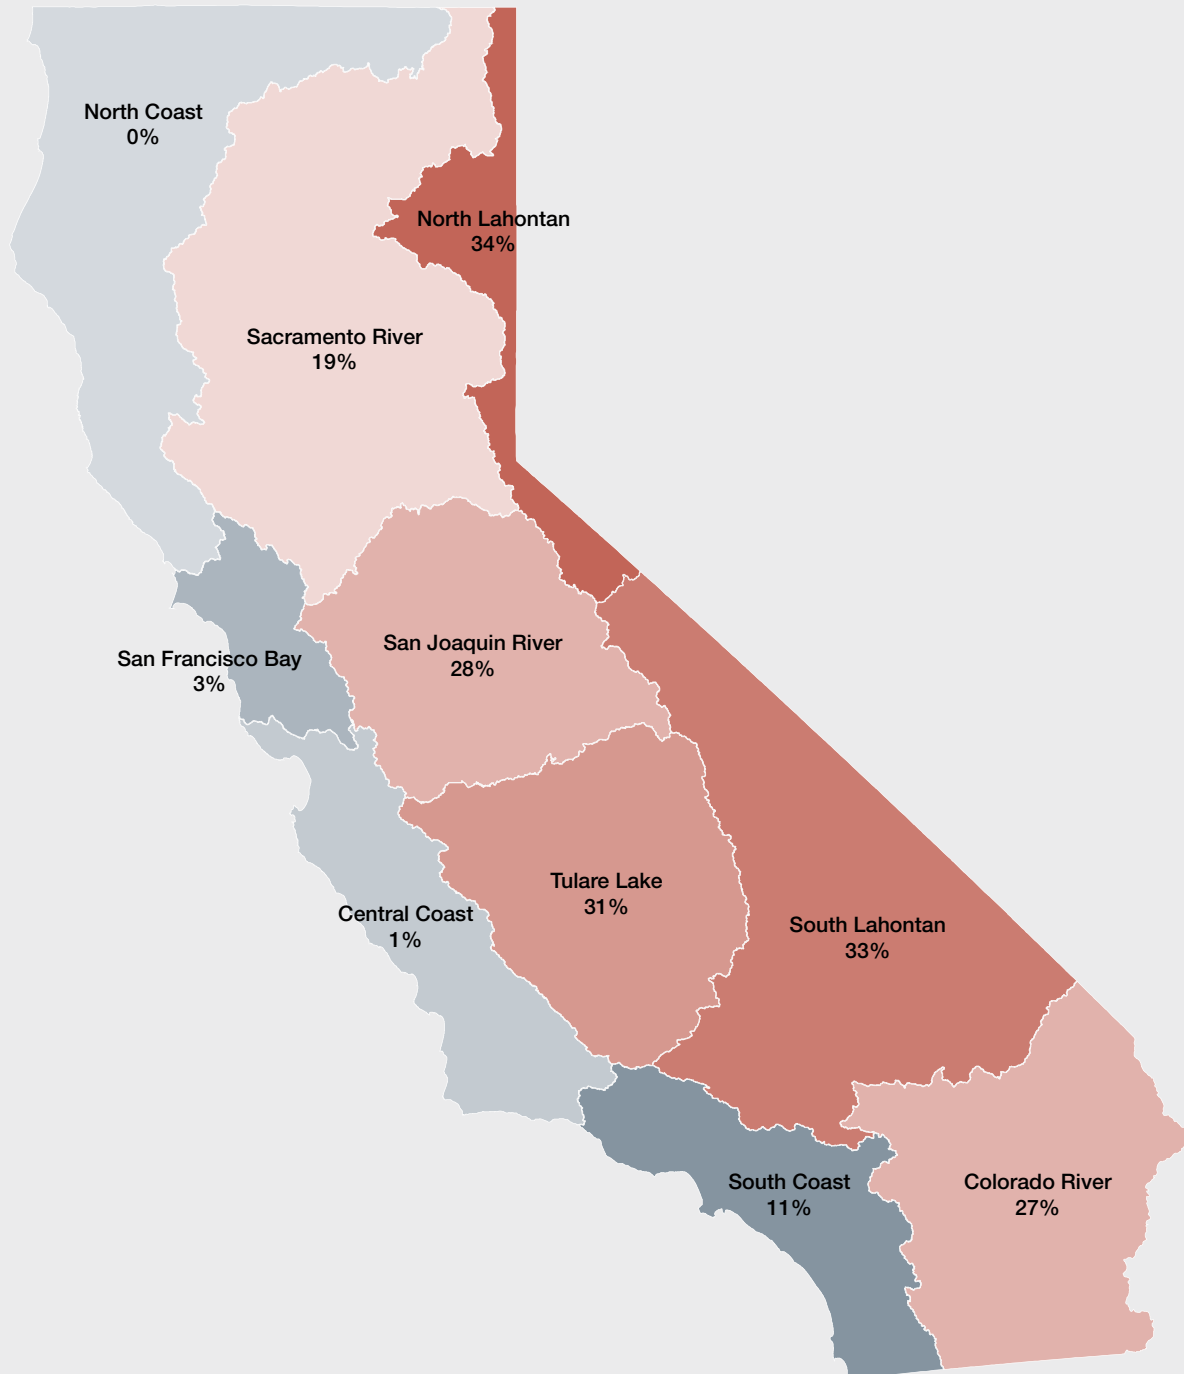 North Coast
0%
North Lahontan
34%
Sacramento River
19%
San Joaquin River
28%
San Francisco Bay
3%
Tulare Lake
31%
Central Coast
1%
South Lahontan
33%
South Coast
11%
Colorado River
27%